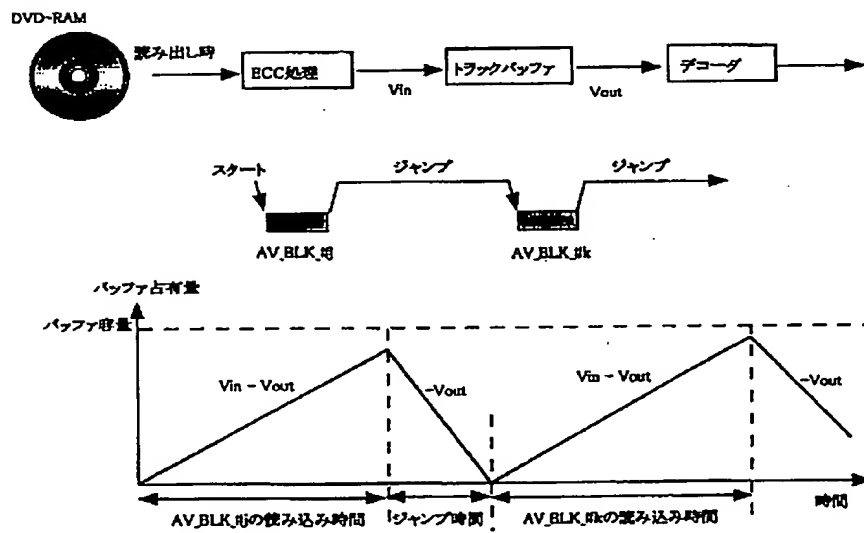 DVD-RAM
読み出し時
ECC処理
Vin
トラックバッファ
Vout
デコーダ
スタート
ジャンプ
ジャンプ
AV_BLK_#j
AV_BLK_#k
バッファ占有量
バッファ容量
Vin - Vout
-Vout
Vin - Vout
-Vout
時間
AV_BLK_#jの読み込み時間
ジャンプ時間
AV_BLK_#kの読み込み時間